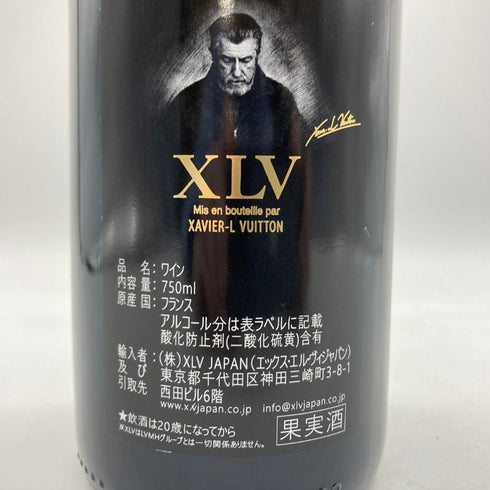 XLV
Mis en bouteille par
XAVIER-L VUITTON
品 名：ワイン
内容量：750ml
原産国：フランス
アルコール分は表ラベルに記載
酸化防止剤(二酸化硫黄)含有
輸入者：(株)XLV JAPAN(エックス・エルヴィジャパン)
及び 東京都千代田区神田三崎町3-8-1
引取先 西田ビル6階
www.xlvjapan.co.jp info@xlvjapan.co.jp
★飲酒は20歳になってから
※XLVはLVMHグループとは一切関係ありません。
果実酒